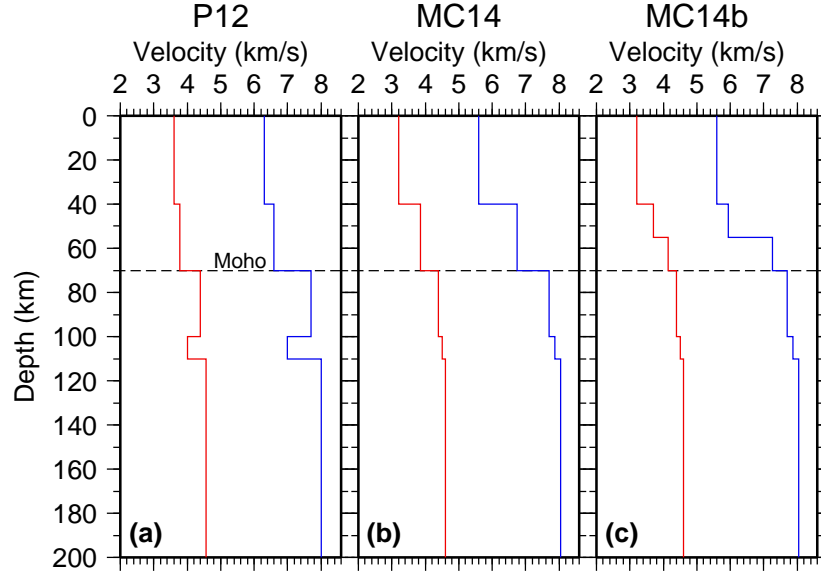 P12 MC14 MC14b
Velocity (km/s) Velocity (km/s) Velocity (km/s)
2 3 4 5 6 7 8 2 3 4 5 6 7 8 2 3 4 5 6 7 8
0
20
40
60
Moho
80
100
120
140
160
180
200
Depth (km)
(a) (b) (c)